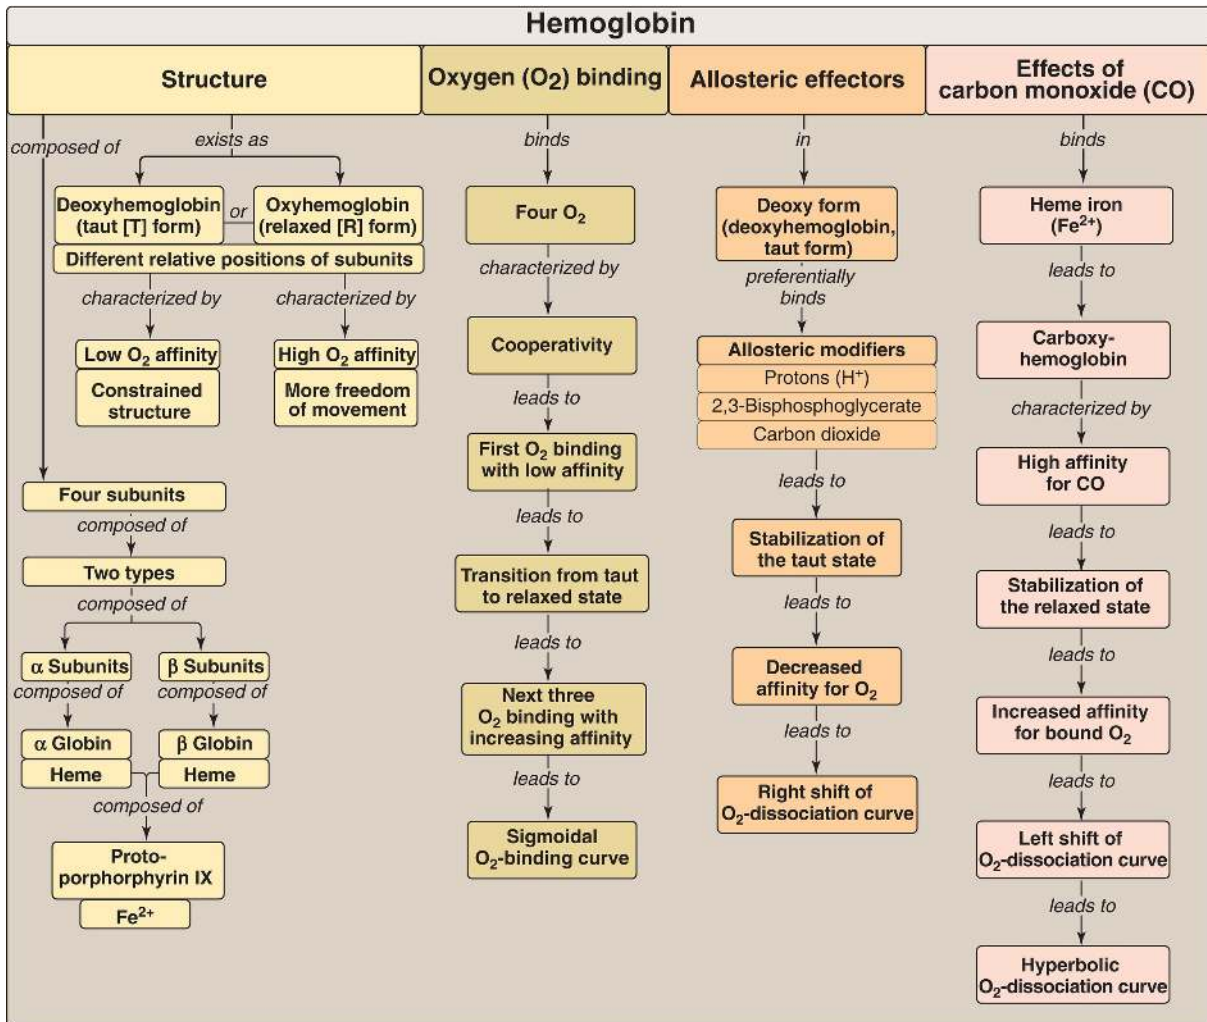 Hemoglobin
Structure
composed of
exists as
Deoxyhemoglobin
(taut [T] form)
or
Oxyhemoglobin
(relaxed [R] form)
Different relative positions of subunits
characterized by
characterized by
Low O₂ affinity
Constrained
structure
High O₂ affinity
More freedom
of movement
Four subunits
composed of
Two types
composed of
α Subunits
β Subunits
composed of
composed of
α Globin
Heme
β Globin
Heme
composed of
Proto-
porphorphyrin IX
Fe²⁺
Oxygen (O₂) binding
binds
Four O₂
characterized by
Cooperativity
leads to
First O₂ binding
with low affinity
leads to
Transition from taut
to relaxed state
leads to
Next three
O₂ binding with
increasing affinity
leads to
Sigmoidal
O₂-binding curve
Allosteric effectors
in
Deoxy form
(deoxyhemoglobin,
taut form)
preferentially
binds
Allosteric modifiers
Protons (H⁺)
2,3-Bisphosphoglycerate
Carbon dioxide
leads to
Stabilization of
the taut state
leads to
Decreased
affinity for O₂
leads to
Right shift of
O₂-dissociation curve
Effects of
carbon monoxide (CO)
binds
Heme iron
(Fe²⁺)
leads to
Carboxy-
hemoglobin
characterized by
High affinity
for CO
leads to
Stabilization of
the relaxed state
leads to
Increased affinity
for bound O₂
leads to
Left shift of
O₂-dissociation curve
leads to
Hyperbolic
O₂-dissociation curve